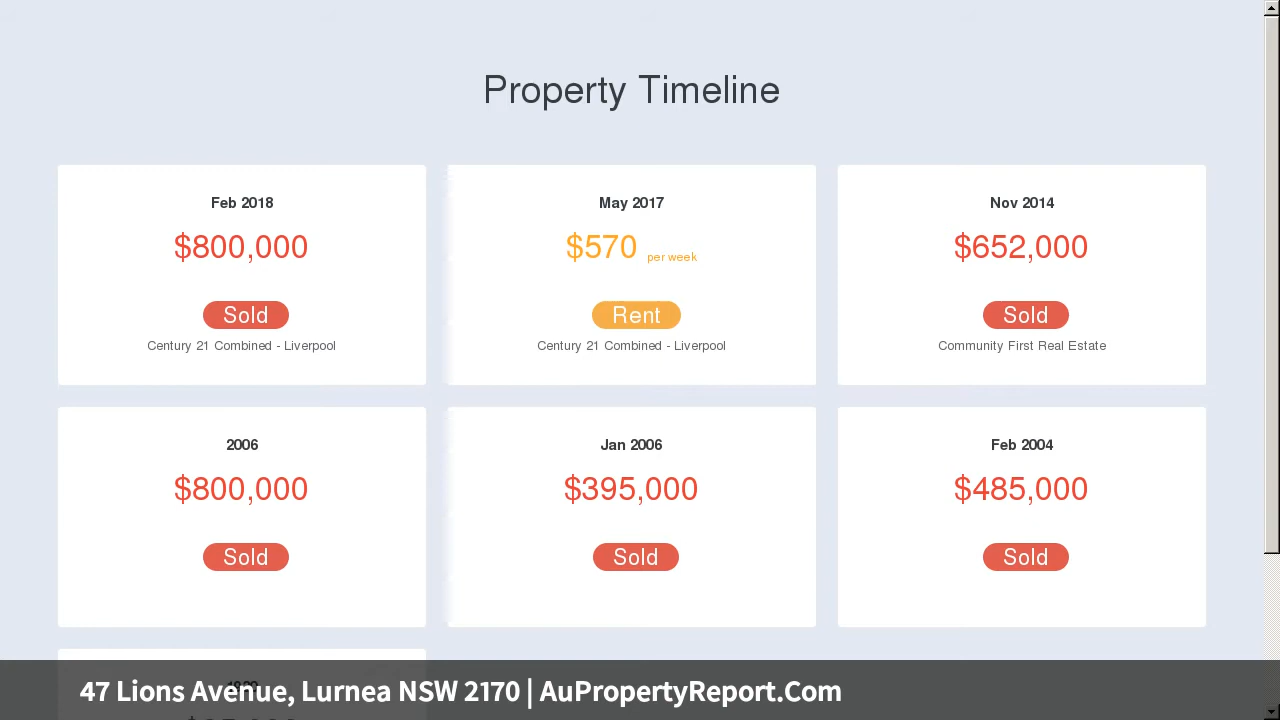 Property Timeline
Feb 2018
$800,000
Sold
Century 21 Combined - Liverpool
May 2017
$570 per week
Rent
Century 21 Combined - Liverpool
Nov 2014
$652,000
Sold
Community First Real Estate
2006
$800,000
Sold
Jan 2006
$395,000
Sold
Feb 2004
$485,000
Sold
47 Lions Avenue, Lurnea NSW 2170 | AuPropertyReport.Com